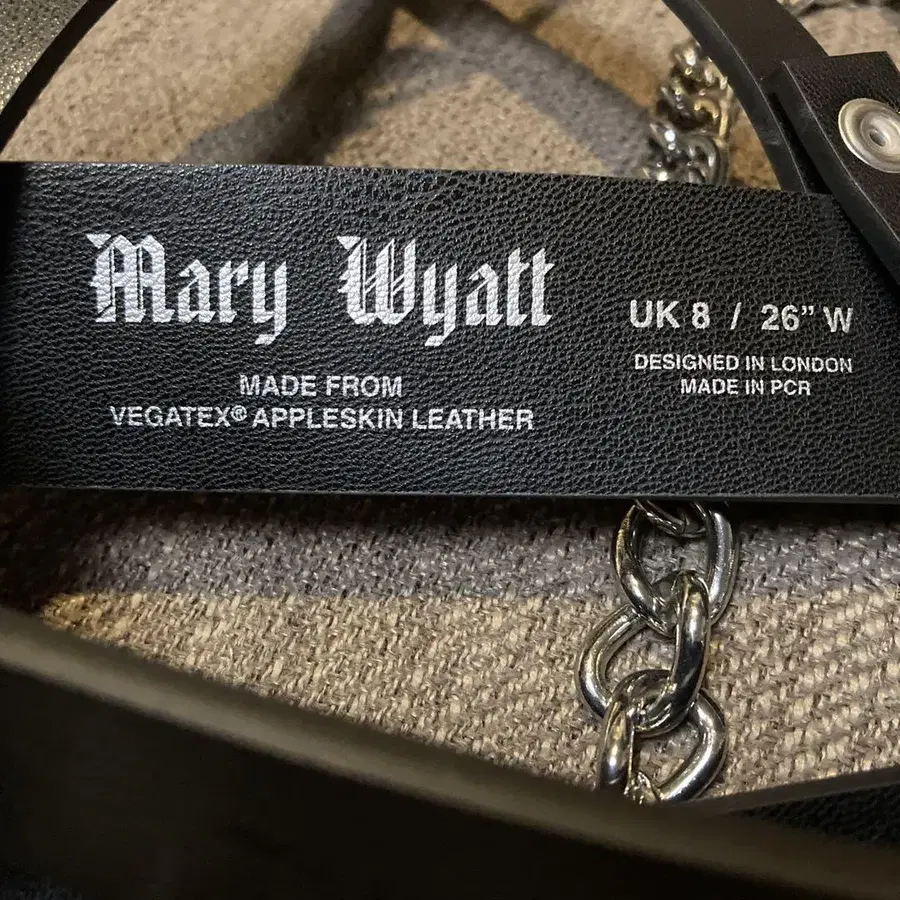 Mary Wyatt
MADE FROM
VEGATEX® APPLESKIN LEATHER
UK 8 / 26” W
DESIGNED IN LONDON
MADE IN PCR